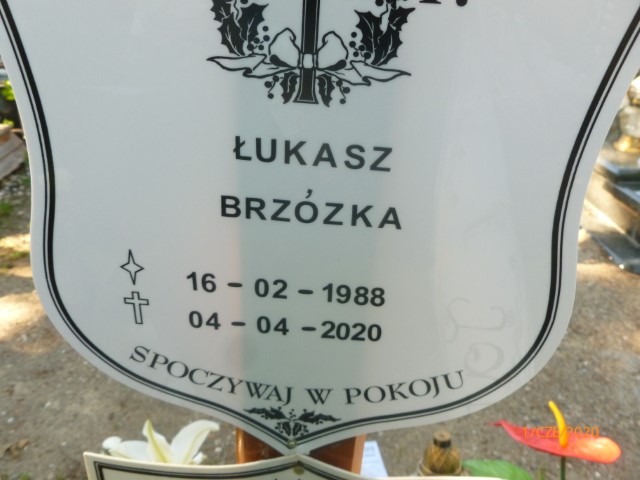 ŁUKASZ
BRZÓZKA
16 - 02 - 1988
04 - 04 - 2020
SPOCZYWAJ W POKOJU